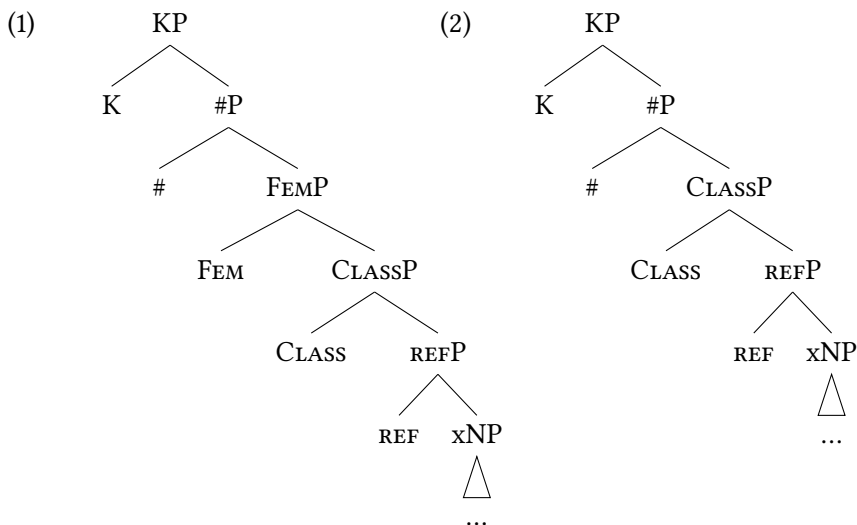 (1) KP (2) KP
K #P K #P
# FEMP # CLASSP
FEM CLASSP CLASS REFP
CLASS REFP REF xNP
REF xNP ...
...